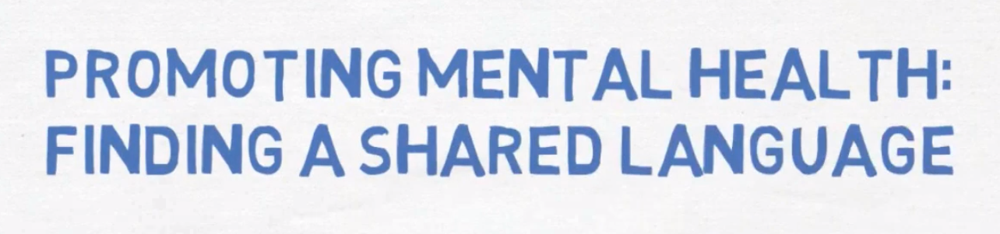 PROMOTING MENTAL HEALTH:
FINDING A SHARED LANGUAGE